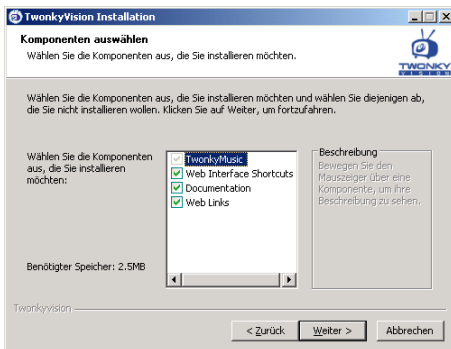 TwonkyVision Installation
Komponenten auswählen
Wählen Sie die Komponenten aus, die Sie installieren möchten.
TWONKY
VISION
Wählen Sie die Komponenten aus, die Sie installieren möchten und wählen Sie diejenigen ab,
die Sie nicht installieren wollen. Klicken Sie auf Weiter, um fortzufahren.
Wählen Sie die Komponenten
aus, die Sie installieren
möchten:
TwonkyMusic
Web Interface Shortcuts
Documentation
Web Links
Beschreibung
Bewegen Sie den
Mauszeiger über eine
Komponente, um ihre
Beschreibung zu sehen.
Benötigter Speicher: 2.5MB
Twonkyvision
< Zurück
Weiter >
Abbrechen